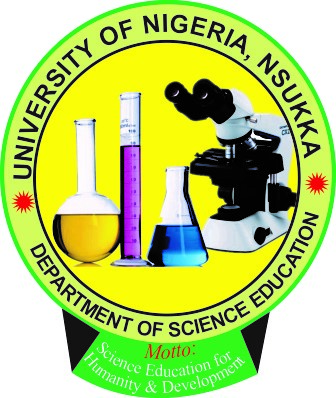 UNIVERSITY OF NIGERIA, NSUKKA
DEPARTMENT OF SCIENCE EDUCATION
Motto:
Science Education for
Humanity & Development